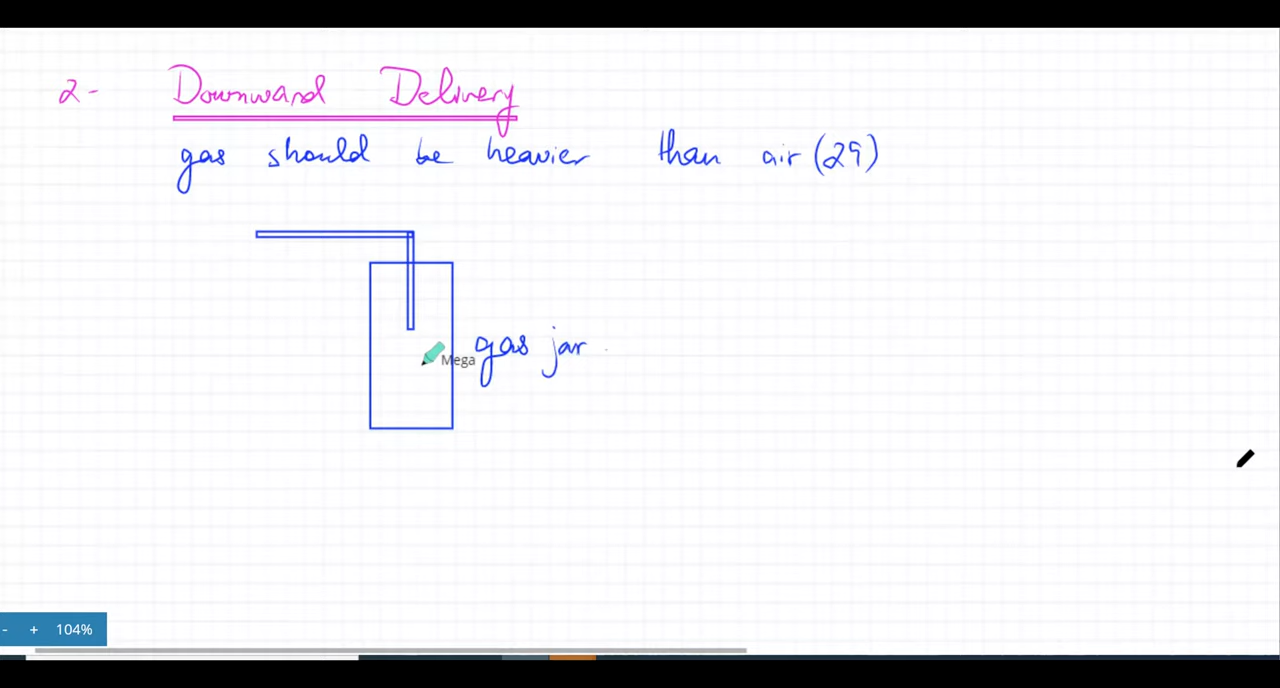 2- Downward Delivery
gas should be heavier than air (29)
Mega
gas jar
- + 104%